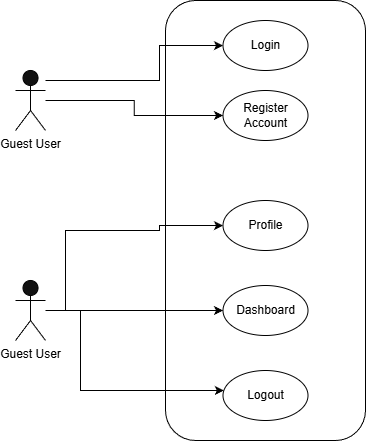 Login
Register
Account
Guest User
Profile
Dashboard
Guest User
Logout